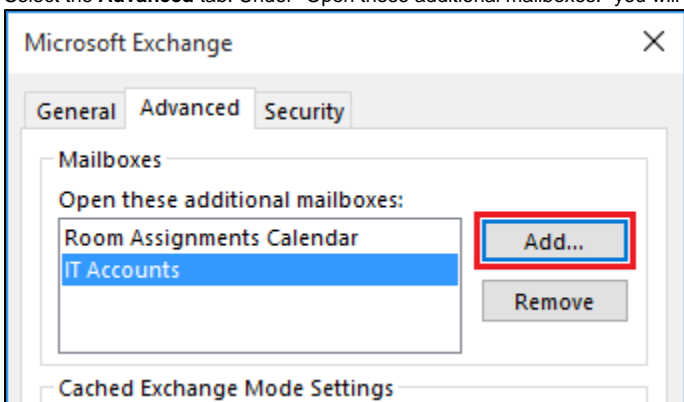 Select the Advanced tab. Under "Open these additional mailboxes:" you will
Microsoft Exchange
General Advanced Security
Mailboxes
Open these additional mailboxes:
Room Assignments Calendar
IT Accounts
Add...
Remove
Cached Exchange Mode Settings